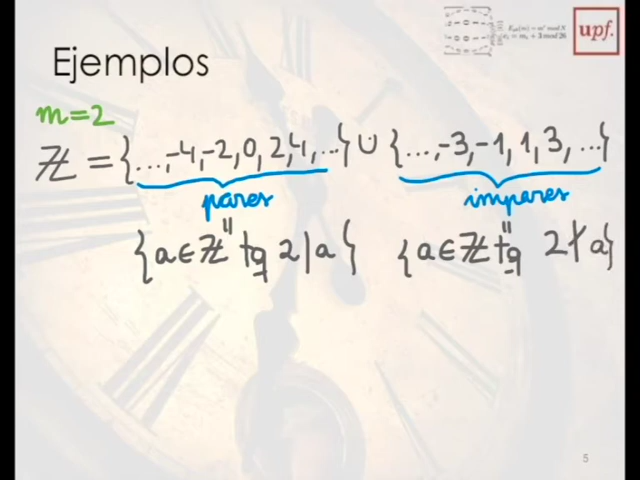 upf.
Ejemplos
m=2
ℤ = {...,-4,-2,0,2,4,...} ∪ {...,-3,-1,1,3,...}
pares impares
" "
{a∈ℤ tq 2|a} {a∈ℤ tq 2∤a}
5